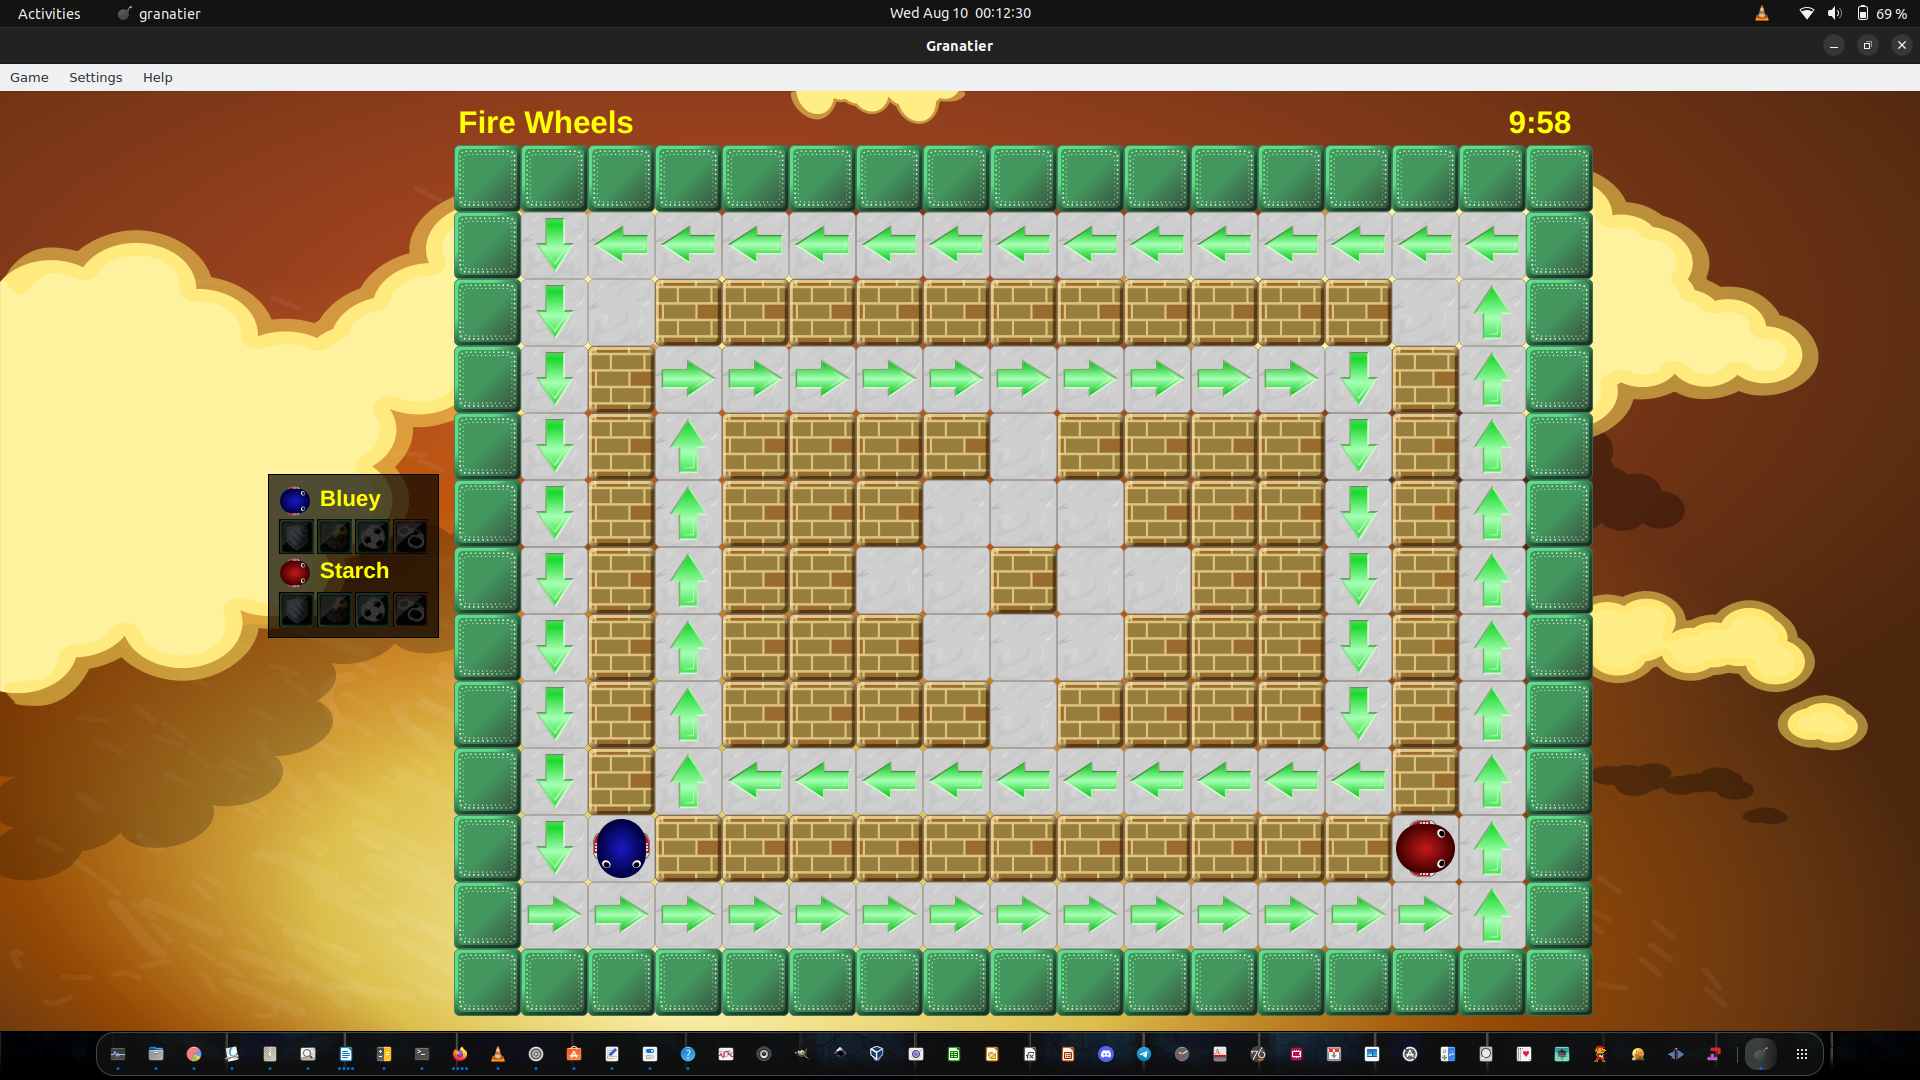 Activities granatier Wed Aug 10 00:12:30 69 %
Granatier
Game Settings Help
Fire Wheels 9:58
Bluey
Starch
76